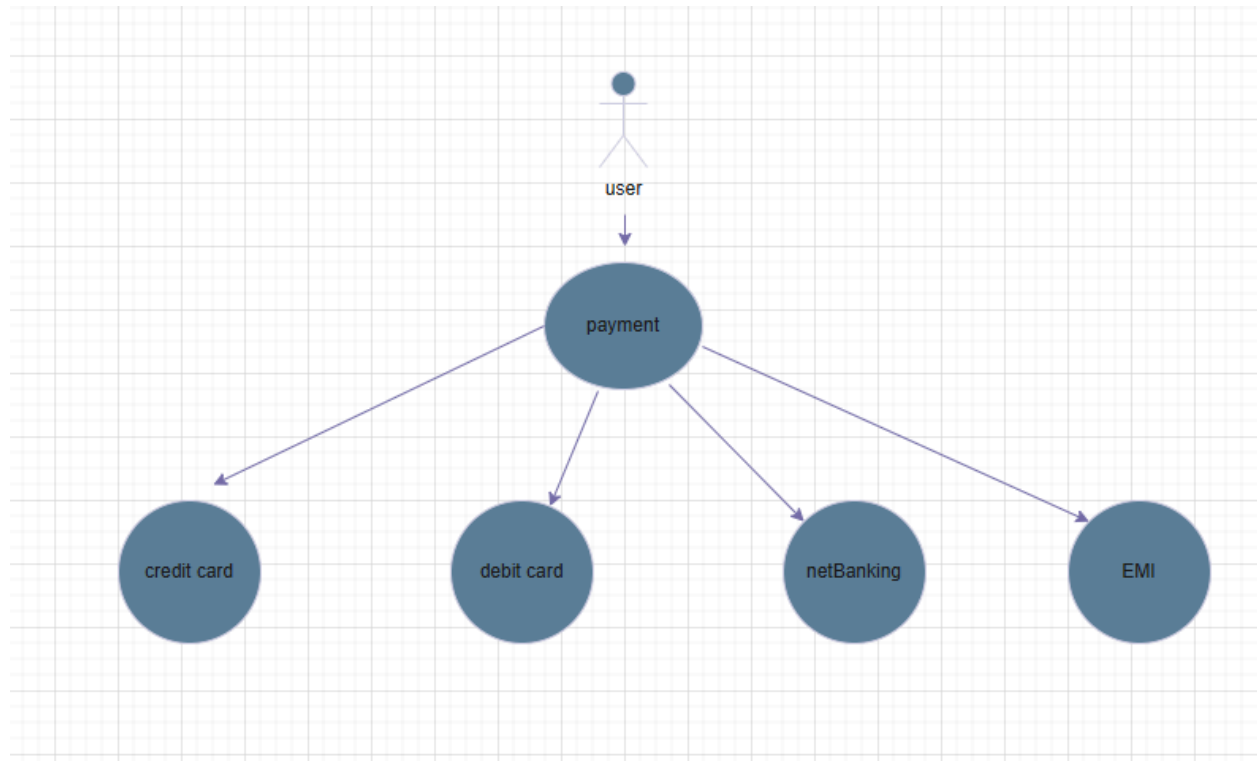 user
payment
credit card
debit card
netBanking
EMI